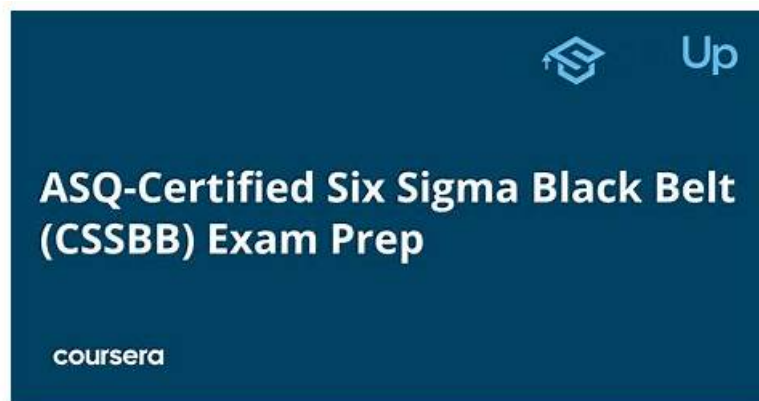 Up
ASQ-Certified Six Sigma Black Belt
(CSSBB) Exam Prep
coursera